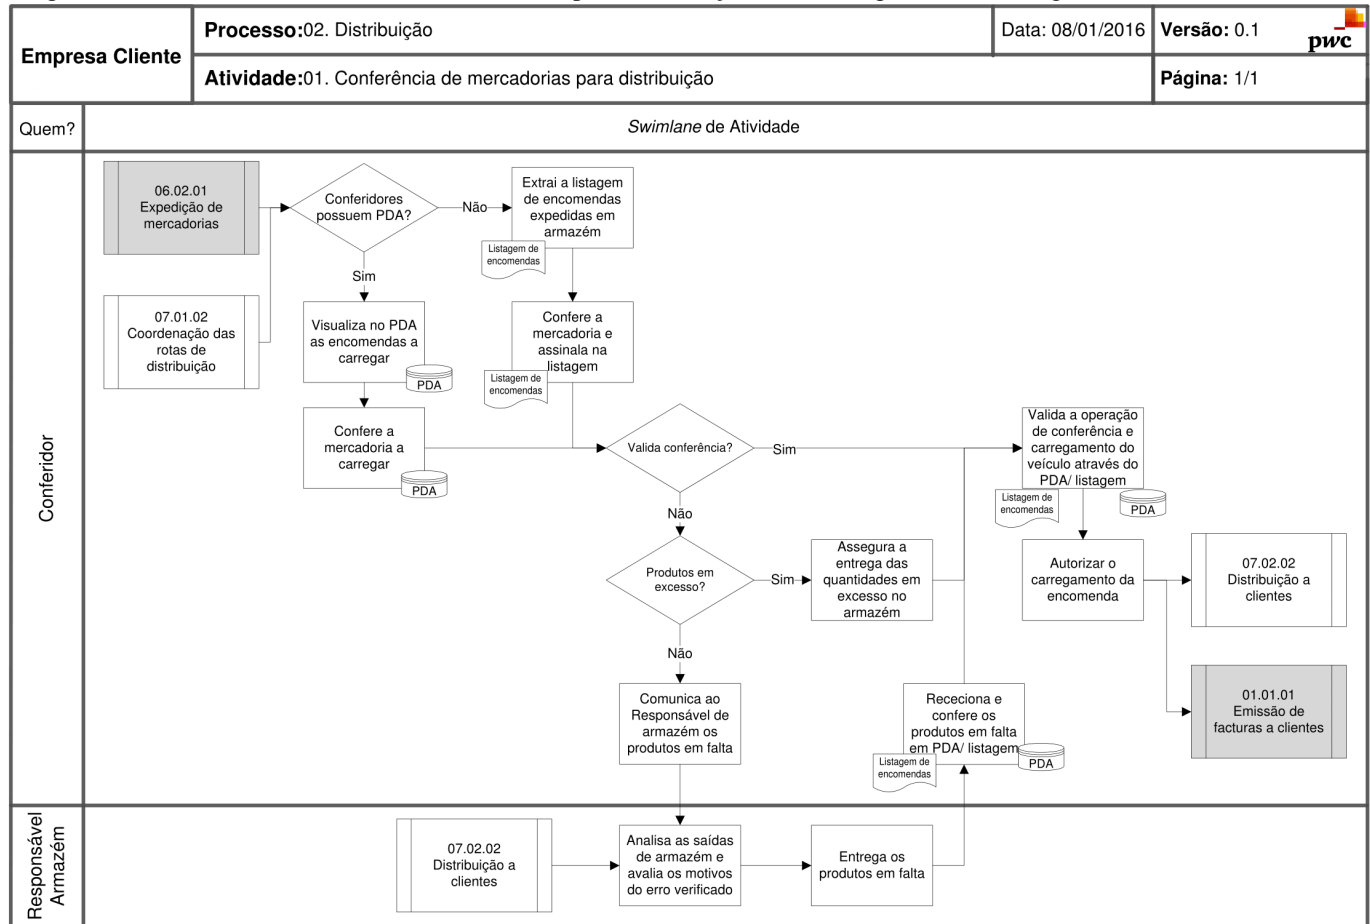 Empresa Cliente
Processo:02. Distribuição
Data: 08/01/2016
Versão: 0.1
pwc
Atividade:01. Conferência de mercadorias para distribuição
Página: 1/1
Quem?
Swimlane de Atividade
Conferidor
06.02.01
Expedição de
mercadorias
Conferidores
possuem PDA?
Não
Extrai a listagem
de encomendas
expedidas em
armazém
Listagem de
encomendas
Sim
07.01.02
Coordenação das
rotas de
distribuição
Visualiza no PDA
as encomendas a
carregar
PDA
Confere a
mercadoria e
assinala na
listagem
Listagem de
encomendas
Confere a
mercadoria a
carregar
PDA
Valida conferência?
Sim
Valida a operação
de conferência e
carregamento do
veículo através do
PDA/ listagem
Listagem de
encomendas
PDA
Não
Produtos em
excesso?
Sim
Assegura a
entrega das
quantidades em
excesso no
armazém
Autorizar o
carregamento da
encomenda
07.02.02
Distribuição a
clientes
Não
Comunica ao
Responsável de
armazém os
produtos em falta
Receciona e
confere os
produtos em falta
em PDA/ listagem
Listagem de
encomendas
PDA
01.01.01
Emissão de
facturas a clientes
Responsável
Armazém
07.02.02
Distribuição a
clientes
Analisa as saídas
de armazém e
avalia os motivos
do erro verificado
Entrega os
produtos em falta